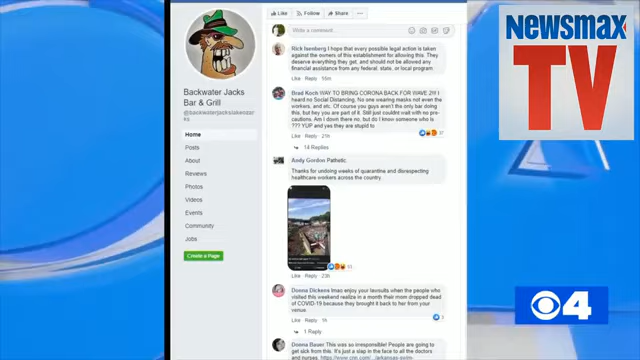 Like Follow Share
Write a comment...
Rick Isenberg I hope that every possible legal action is taken
against the owners of this establishment for allowing this. They
deserve everything they get, and should not be allowed any
financial assistance from any federal, state, or local program.
Like Reply 55m
Brad Koch WAY TO BRING CORONA BACK FOR WAVE 2!!! I
heard no Social Distancing. No one wearing masks not even the
workers, and etc. Of course you guys aren't the only bar doing
this, but hey you are part of it. Still just couldnt wait with no pre-
cautions. Am I down there no, but do I know someone who is
??? YUP and yes they are stupid to
37
Like Reply 21h
14 Replies
Andy Gordon Pathetic
Thanks for undoing weeks of quarantine and disrespecting
healthcare workers across the country.
Like Reply 23h
Donna Dickens lmao enjoy your lawsuits when the people who
visited this weekend realize in a month their mom dropped dead
of COVID-19 because they brought it back to her from your
venue.
Like Reply 1h
1 Reply
Donna Bauer This was so irresponsible! People are going to
get sick from this. It's just a slap in the face to all the doctors
and nurses.
Backwater Jacks
Bar & Grill
Home
Posts
About
Reviews
Photos
Videos
Events
Community
Jobs
Create a Page
Newsmax
TV
4